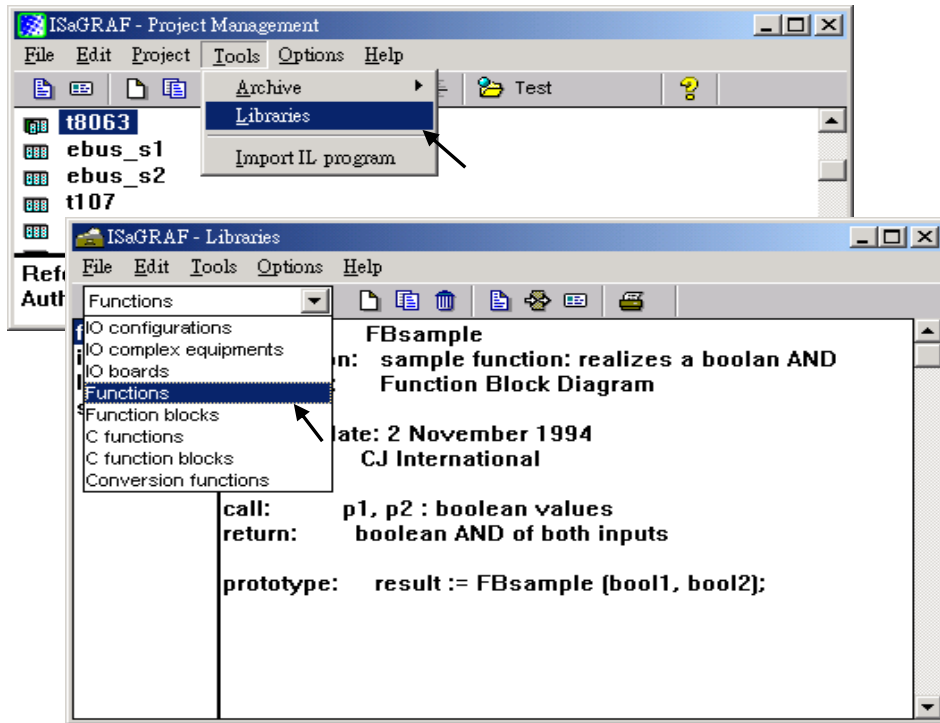 ISaGRAF - Project Management
File Edit Project Tools Options Help
Archive
Test
t8063
Libraries
ebus_s1
Import IL program
ebus_s2
t107
ISaGRAF - Libraries
File Edit Tools Options Help
Functions
IO configurations
IO complex equipments
IO boards
Functions
Function blocks
C functions
C function blocks
Conversion functions
FBsample
sample function: realizes a boolan AND
Function Block Diagram
2 November 1994
CJ International
call: p1, p2 : boolean values
return: boolean AND of both inputs
prototype: result := FBsample (bool1, bool2);